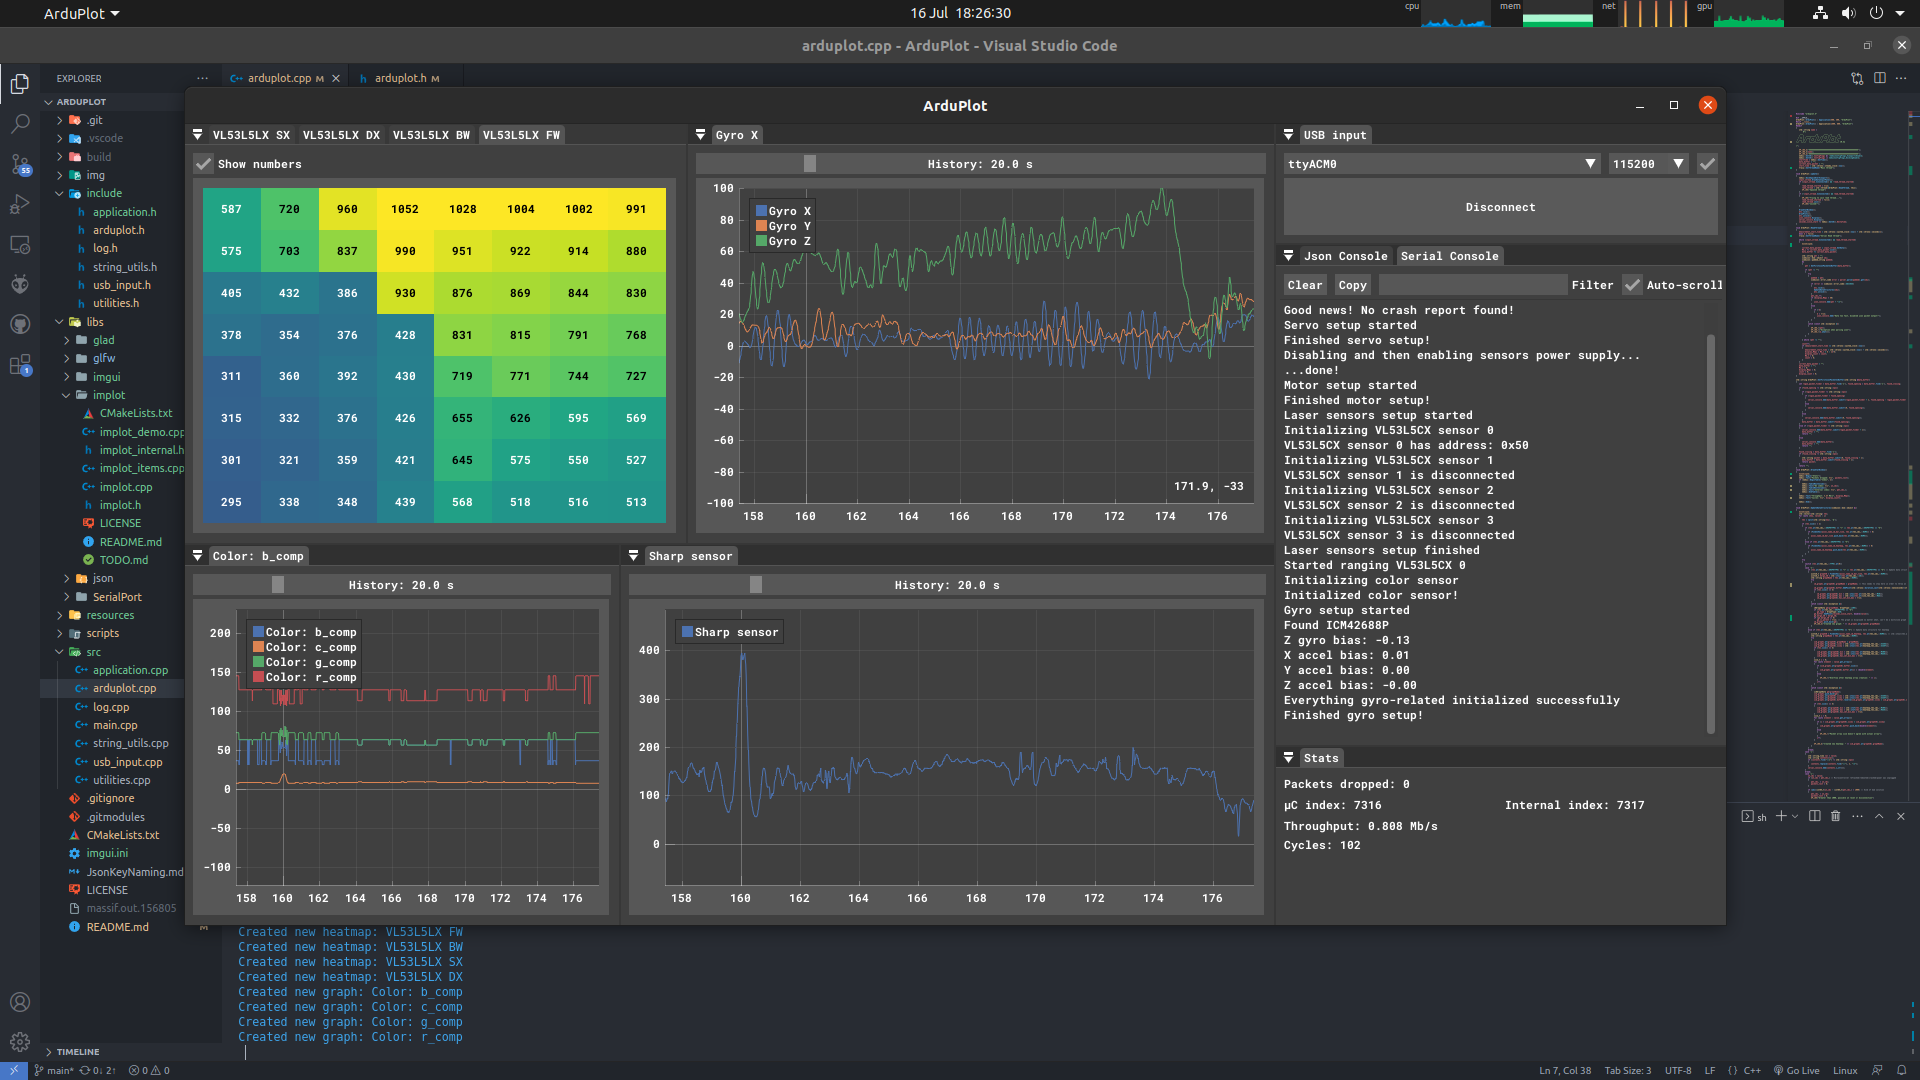 ArduPlot
16 Jul 18:26:30
cpu
mem
net
gpu
arduplot.cpp - ArduPlot - Visual Studio Code
EXPLORER
arduplot.cpp M
arduplot.h M
ARDUPLOT
.git
.vscode
build
img
include
application.h
arduplot.h
log.h
string_utils.h
usb_input.h
utilities.h
libs
glad
glfw
imgui
implot
CMakeLists.txt
implot_demo.cpp
implot_internal.h
implot_items.cpp
implot.cpp
implot.h
LICENSE
README.md
TODO.md
json
SerialPort
resources
scripts
src
application.cpp
arduplot.cpp
log.cpp
main.cpp
string_utils.cpp
usb_input.cpp
utilities.cpp
.gitignore
.gitmodules
CMakeLists.txt
imgui.ini
JsonKeyNaming.md
LICENSE
massif.out.156805
README.md
M
TIMELINE
55
1
ArduPlot
VL53L5LX SX VL53L5LX DX VL53L5LX BW VL53L5LX FW
Show numbers
587 720 960 1052 1028 1004 1002 991
575 703 837 990 951 922 914 880
405 432 386 930 876 869 844 830
378 354 376 428 831 815 791 768
311 360 392 430 719 771 744 727
315 332 376 426 655 626 595 569
301 321 359 421 645 575 550 527
295 338 348 439 568 518 516 513
Gyro X
History: 20.0 s
Gyro X
Gyro Y
Gyro Z
100
80
60
40
20
0
-20
-40
-60
-80
-100
171.9, -33
158 160 162 164 166 168 170 172 174 176
Color: b_comp
History: 20.0 s
Color: b_comp
Color: c_comp
Color: g_comp
Color: r_comp
200
150
100
50
0
-50
-100
158 160 162 164 166 168 170 172 174 176
Sharp sensor
History: 20.0 s
Sharp sensor
400
300
200
100
0
158 160 162 164 166 168 170 172 174 176
USB input
ttyACM0 115200
Disconnect
Json Console Serial Console
Clear Copy Filter Auto-scroll
Good news! No crash report found!
Servo setup started
Finished servo setup!
Disabling and then enabling sensors power supply...
...done!
Motor setup started
Finished motor setup!
Laser sensors setup started
Initializing VL53L5CX sensor 0
VL53L5CX sensor 0 has address: 0x50
Initializing VL53L5CX sensor 1
VL53L5CX sensor 1 is disconnected
Initializing VL53L5CX sensor 2
VL53L5CX sensor 2 is disconnected
Initializing VL53L5CX sensor 3
VL53L5CX sensor 3 is disconnected
Laser sensors setup finished
Started ranging VL53L5CX 0
Initializing color sensor
Initialized color sensor!
Gyro setup started
Found ICM42688P
Z gyro bias: -0.13
X accel bias: 0.01
Y accel bias: 0.00
Z accel bias: -0.00
Everything gyro-related initialized successfully
Finished gyro setup!
Stats
Packets dropped: 0
µC index: 7316 Internal index: 7317
Throughput: 0.808 Mb/s
Cycles: 102
sh
Created new heatmap: VL53L5LX FW
Created new heatmap: VL53L5LX BW
Created new heatmap: VL53L5LX SX
Created new heatmap: VL53L5LX DX
Created new graph: Color: b_comp
Created new graph: Color: c_comp
Created new graph: Color: g_comp
Created new graph: Color: r_comp
main* 0↓ 2↑ 0 0
Ln 7, Col 38 Tab Size: 3 UTF-8 LF {} C++ Go Live Linux